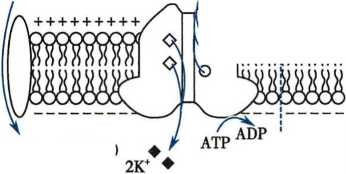 + + + + + + + + + +
ATP ADP
)
2K⁺